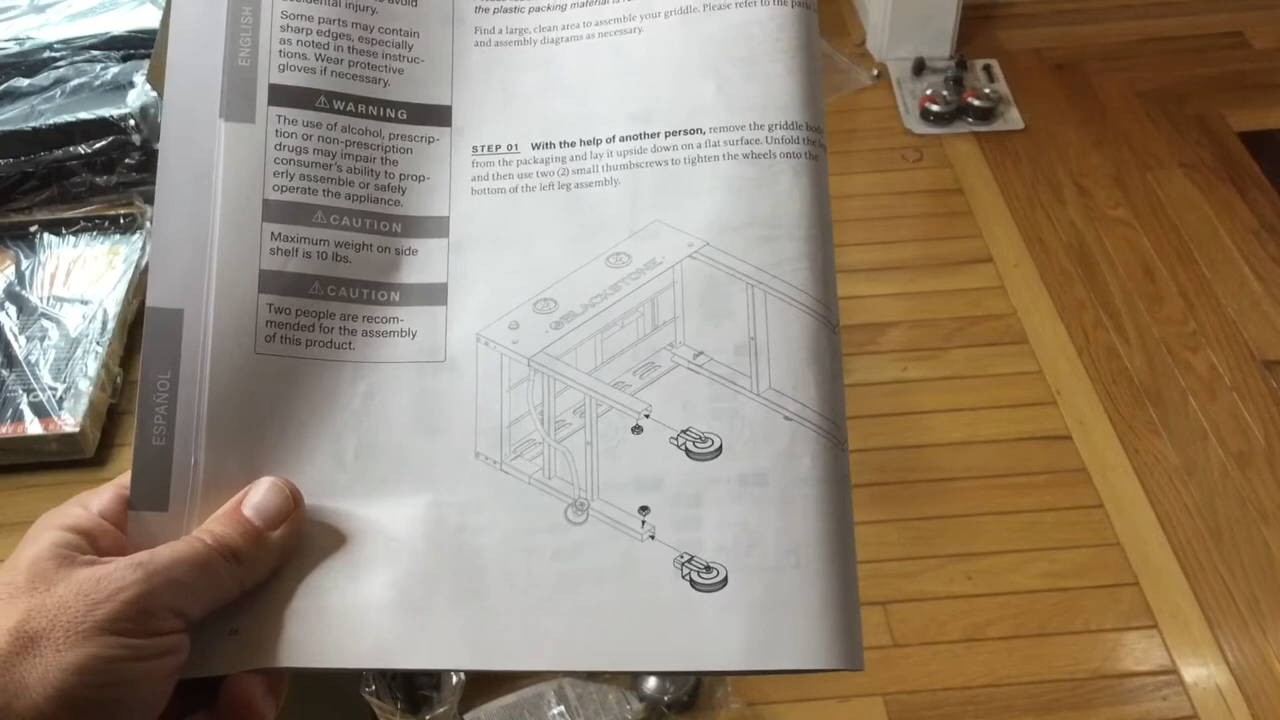 ENGLISH
avoid
injury.
Some parts may contain
sharp edges, especially
as noted in these instruc-
tions. Wear protective
gloves if necessary.
WARNING
The use of alcohol, prescrip-
tion or non-prescription
drugs may impair the
consumer's ability to prop-
erly assemble or safely
operate the appliance.
CAUTION
Maximum weight on side
shelf is 10 lbs.
CAUTION
Two people are recom-
mended for the assembly
of this product.
ESPAÑOL
the plastic packing material is
Find a large, clean area to assemble your griddle. Please refer to the
and assembly diagrams as necessary.
STEP 01 With the help of another person, remove the griddle body
from the packaging and lay it upside down on a flat surface. Unfold the
and then use two (2) small thumbscrews to tighten the wheels onto the
bottom of the left leg assembly.
BLACKSTONE